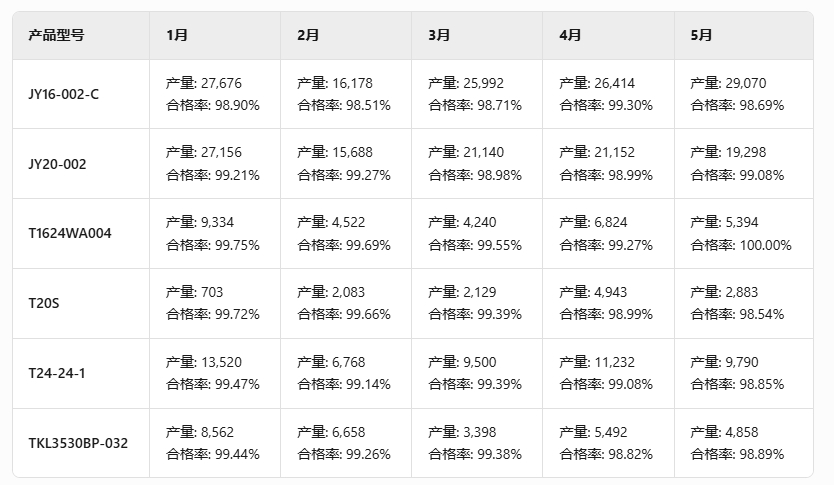 产品型号 1月 2月 3月 4月 5月
JY16-002-C 产量: 27,676 产量: 16,178 产量: 25,992 产量: 26,414 产量: 29,070
合格率: 98.90% 合格率: 98.51% 合格率: 98.71% 合格率: 99.30% 合格率: 98.69%
JY20-002 产量: 27,156 产量: 15,688 产量: 21,140 产量: 21,152 产量: 19,298
合格率: 99.21% 合格率: 99.27% 合格率: 98.98% 合格率: 98.99% 合格率: 99.08%
T1624WA004 产量: 9,334 产量: 4,522 产量: 4,240 产量: 6,824 产量: 5,394
合格率: 99.75% 合格率: 99.69% 合格率: 99.55% 合格率: 99.27% 合格率: 100.00%
T20S 产量: 703 产量: 2,083 产量: 2,129 产量: 4,943 产量: 2,883
合格率: 99.72% 合格率: 99.66% 合格率: 99.39% 合格率: 98.99% 合格率: 98.54%
T24-24-1 产量: 13,520 产量: 6,768 产量: 9,500 产量: 11,232 产量: 9,790
合格率: 99.47% 合格率: 99.14% 合格率: 99.39% 合格率: 99.08% 合格率: 98.85%
TKL3530BP-032 产量: 8,562 产量: 6,658 产量: 3,398 产量: 5,492 产量: 4,858
合格率: 99.44% 合格率: 99.26% 合格率: 99.38% 合格率: 98.82% 合格率: 98.89%